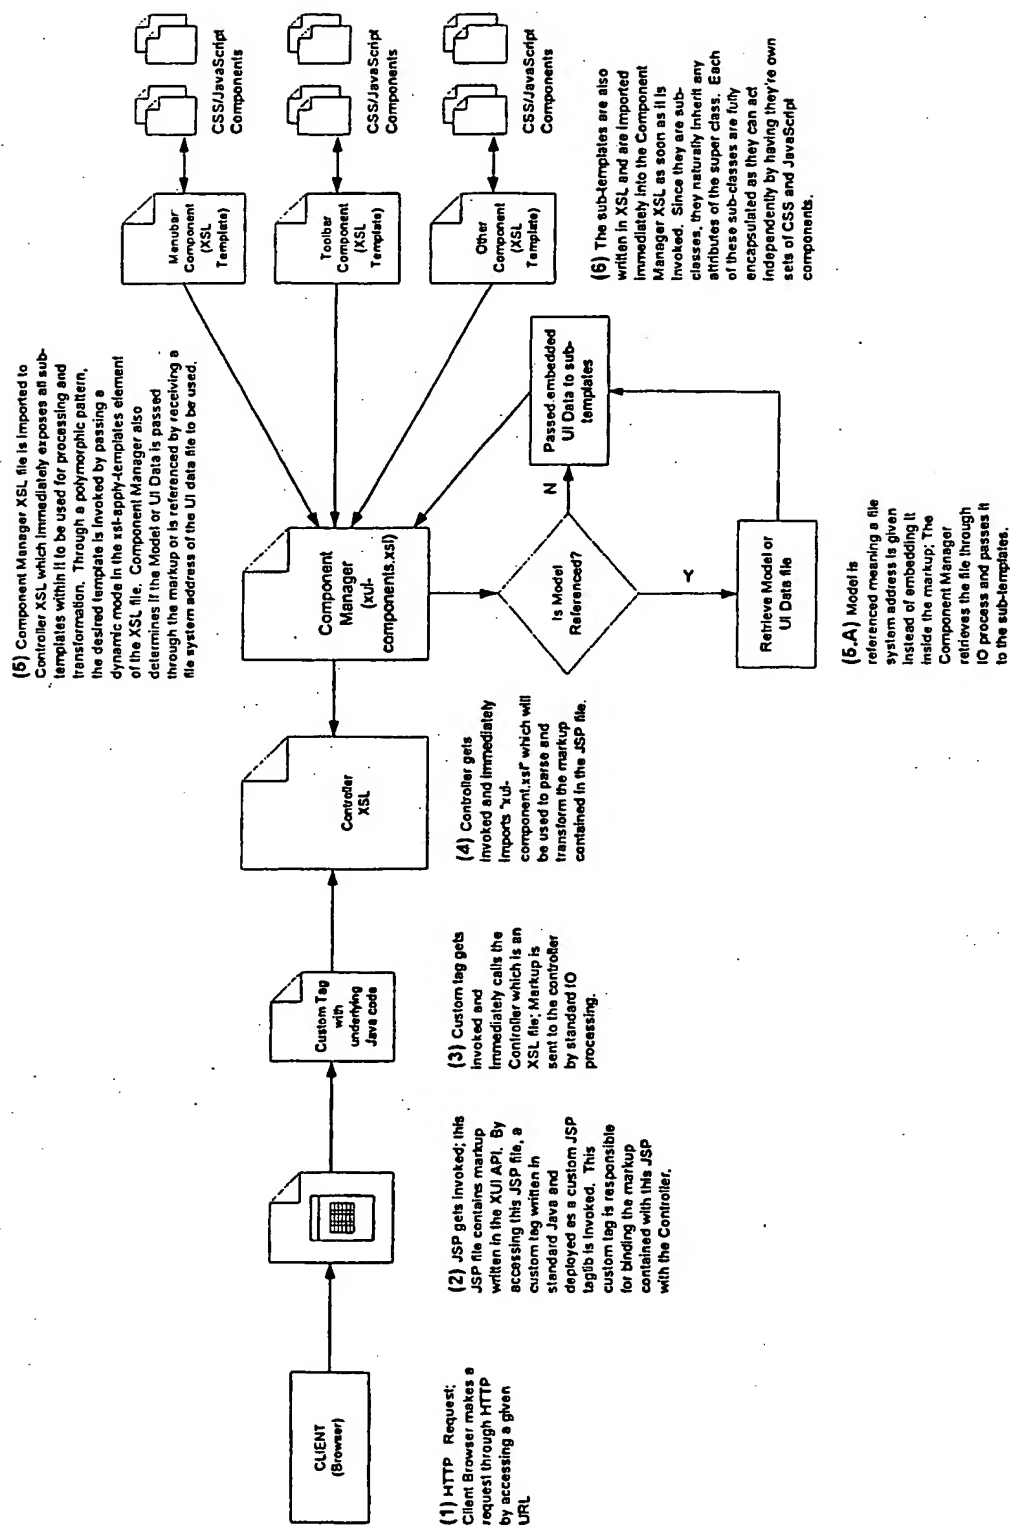 CLIENT
(Browser)
(1) HTTP Request;
Client Browser makes a
request through HTTP
by accessing a given
URL
(2) JSP gets invoked; this
JSP file contains markup
written in the XUI API. By
accessing this JSP file, a
custom tag written in
standard Java and
deployed as a custom JSP
taglib is invoked. This
custom tag is responsible
for binding the markup
contained with this JSP
with the Controller.
Custom Tag
with
underlying
Java code
(3) Custom tag gets
invoked and
immediately calls the
Controller which is an
XSL file; Markup is
sent to the controller
by standard IO
processing.
Controller
XSL
(4) Controller gets
invoked and immediately
imports "xul-
component.xsl" which will
be used to parse and
transform the markup
contained in the JSP file.
(5) Component Manager XSL file is imported to
Controller XSL which immediately exposes all sub-
templates within it to be used for processing and
transformation. Through a polymorphic pattern,
the desired template is invoked by passing a
dynamic mode in the xsl-apply-templates element
of the XSL file. Component Manager also
determines if the Model or UI Data is passed
through the markup or is referenced by receiving a
file system address of the UI data file to be used.
Component
Manager
(xul-
components.xsl)
Is Model
Referenced?
N
Y
Passed embedded
UI Data to sub-
templates
Retrieve Model or
UI Data file
(5.A) Model is
referenced meaning a file
system address is given
instead of embedding it
inside the markup; The
Component Manager
retrieves the file through
IO process and passes it
to the sub-templates.
Menubar
Component
(XSL
Template)
CSS/JavaScript
Components
Toolbar
Component
(XSL
Template)
CSS/JavaScript
Components
Other
Component
(XSL
Template)
CSS/JavaScript
Components
(6) The sub-templates are also
written in XSL and are imported
immediately into the Component
Manager XSL as soon as it is
invoked. Since they are sub-
classes, they naturally inherit any
attributes of the super class. Each
of these sub-classes are fully
encapsulated as they can act
independently by having they're own
sets of CSS and JavaScript
components.